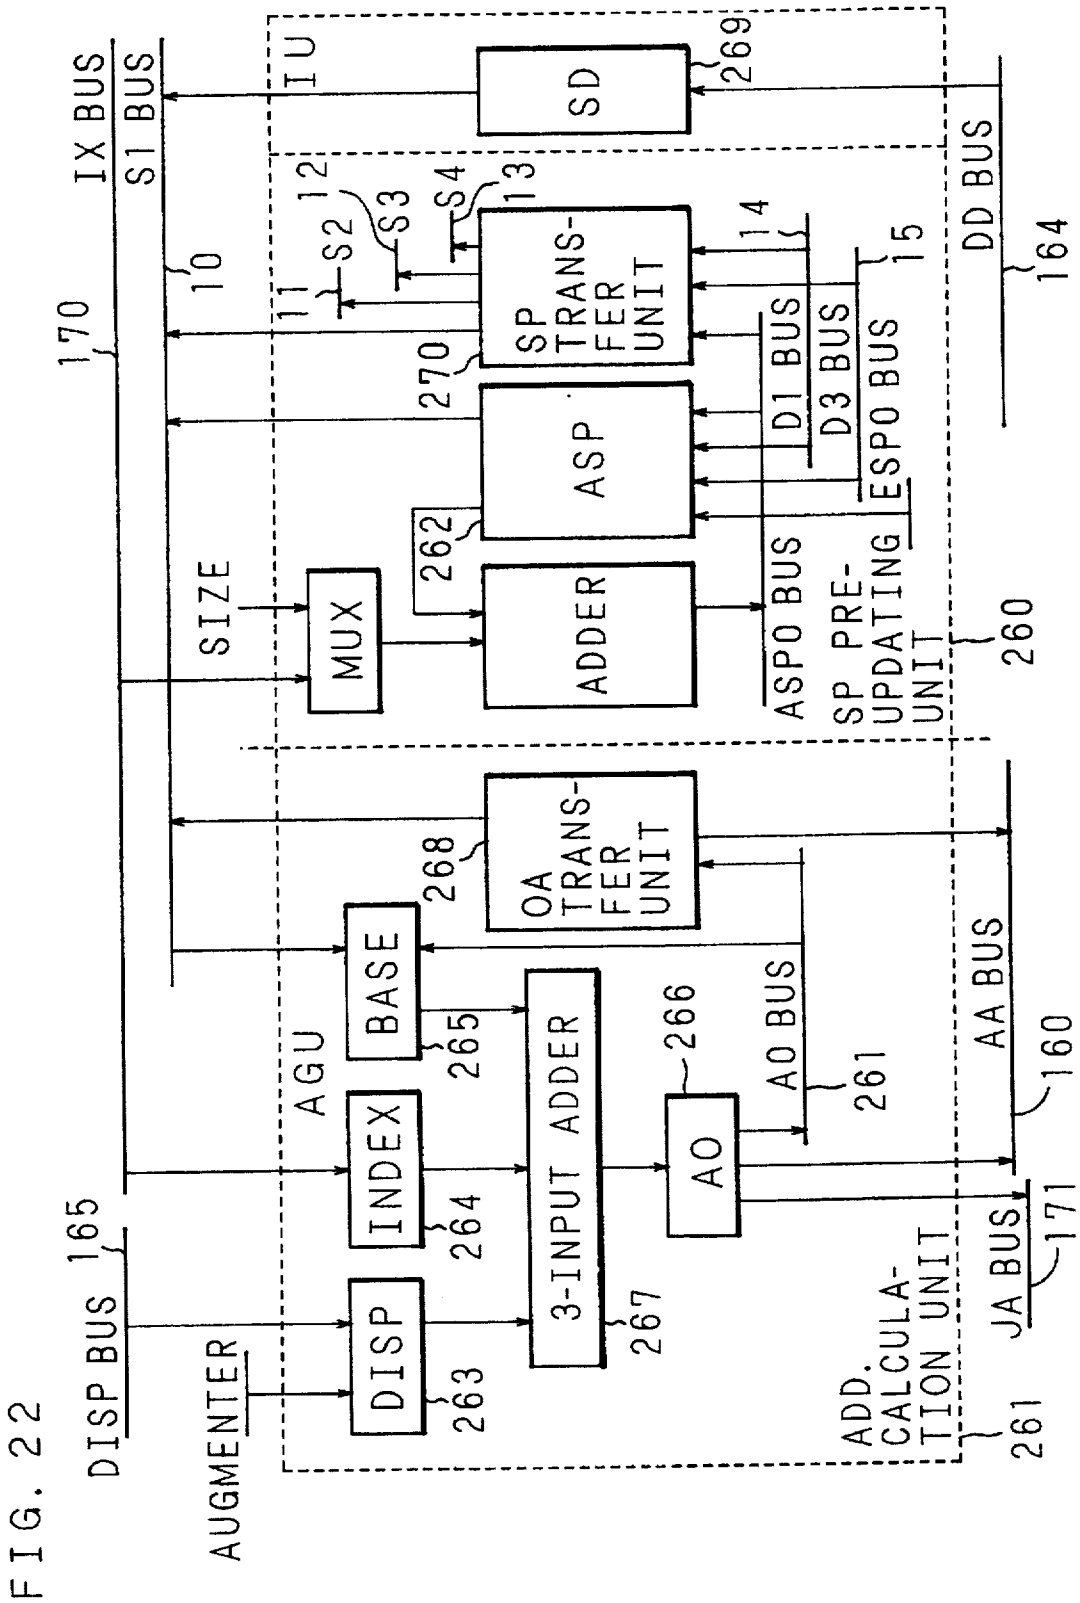 FIG. 22
DISP BUS
165
170
IX BUS
S1 BUS
10
AUGMENTER
SIZE
AGU
IU
DISP
263
INDEX
264
BASE
265
3-INPUT ADDER
267
AO
266
AO BUS
261
OA
TRANS-
FER
UNIT
268
MUX
ADDER
262
ASP
270
SP
TRANS-
FER
UNIT
11
S2
12
S3
S4
13
SD
269
ASPO BUS
D1 BUS
14
D3 BUS
15
ESPO BUS
SP PRE-
UPDATING
UNIT
260
ADD.
CALCULA-
TION UNIT
261
JA BUS
171
AA BUS
160
DD BUS
164